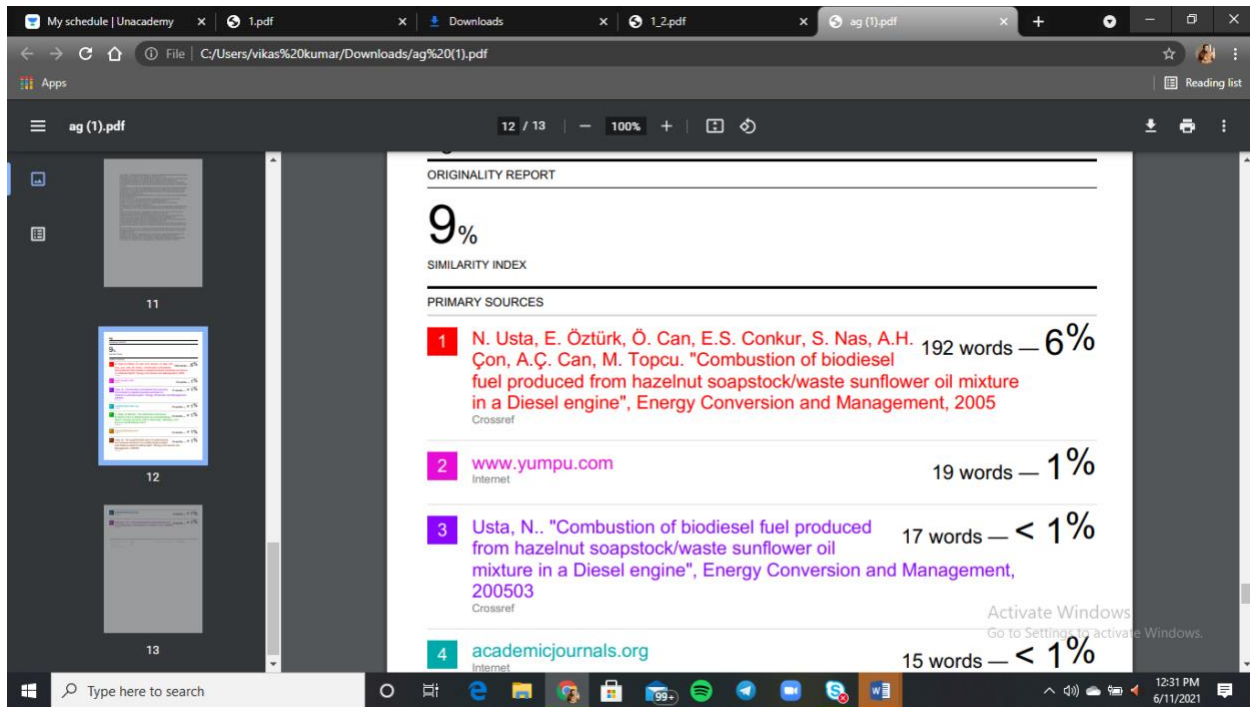 My schedule | Unacademy
1.pdf
Downloads
1_2.pdf
ag (1).pdf
File | C:/Users/vikas%20kumar/Downloads/ag%20(1).pdf
Apps
Reading list
ag (1).pdf
12 / 13
100%
11
12
13
ORIGINALITY REPORT
9%
SIMILARITY INDEX
PRIMARY SOURCES
1 N. Usta, E. Öztürk, Ö. Can, E.S. Conkur, S. Nas, A.H. 192 words — 6%
Çon, A.Ç. Can, M. Topcu. "Combustion of biodiesel
fuel produced from hazelnut soapstock/waste sunflower oil mixture
in a Diesel engine", Energy Conversion and Management, 2005
Crossref
2 www.yumpu.com 19 words — 1%
Internet
3 Usta, N.. "Combustion of biodiesel fuel produced 17 words — < 1%
from hazelnut soapstock/waste sunflower oil
mixture in a Diesel engine", Energy Conversion and Management,
200503
Crossref
4 academicjournals.org 15 words — < 1%
Internet
Activate Windows
Go to Settings to activate Windows.
Type here to search
99+
12:31 PM
6/11/2021